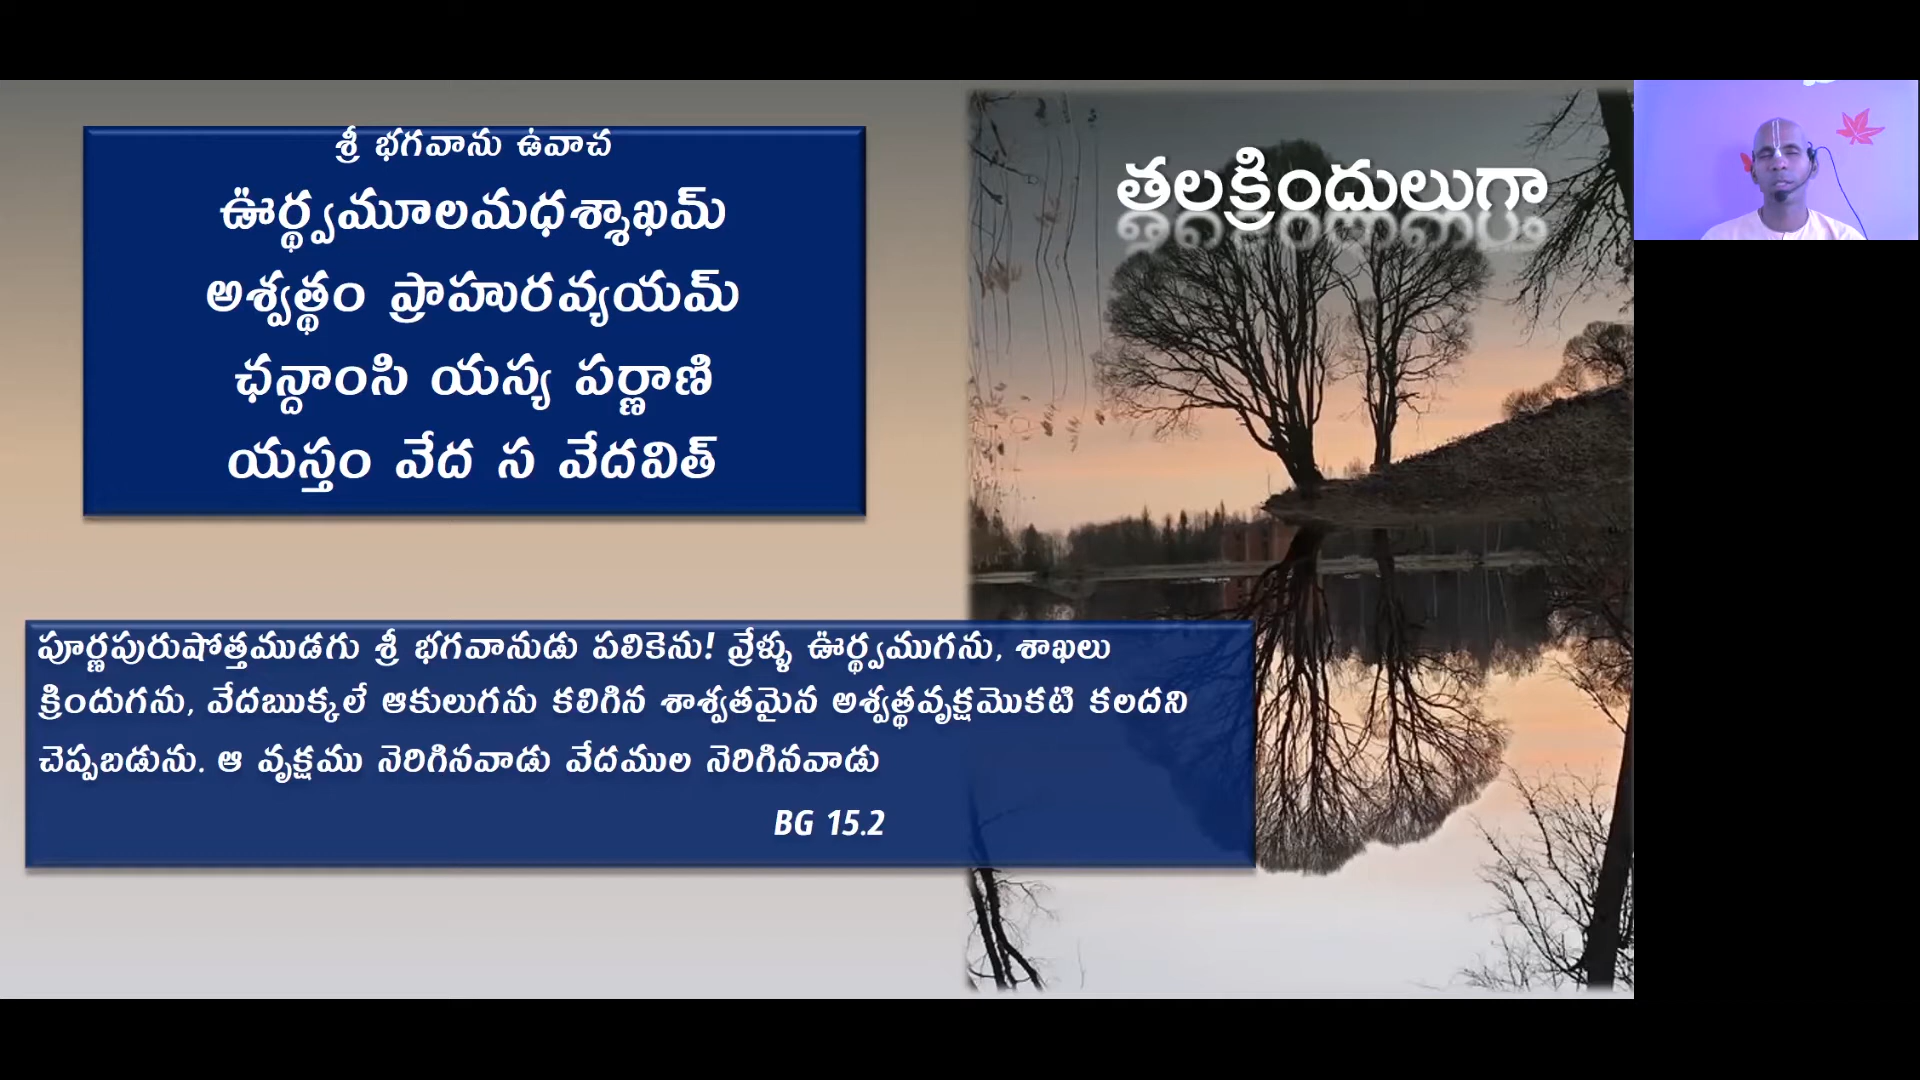 శ్రీ భగవాను ఉవాచ
ఊర్ధ్వమూలమధశ్శాఖమ్
అశ్వత్థం ప్రాహురవ్యయమ్
ఛన్దాంసి యస్య పర్ణాణి
యస్తం వేద స వేదవిత్
తలక్రిందులుగా
పూర్ణపురుషోత్తముడగు శ్రీ భగవానుడు పలికెను! వ్రేళ్ళు ఊర్ధ్వముగను, శాఖలు
క్రిందుగను, వేదఋక్కులే ఆకులుగను కలిగిన శాశ్వతమైన అశ్వత్థవృక్షమొకటి కలదని
చెప్పబడును. ఆ వృక్షము నెరిగినవాడు వేదముల నెరిగినవాడు
BG 15.2